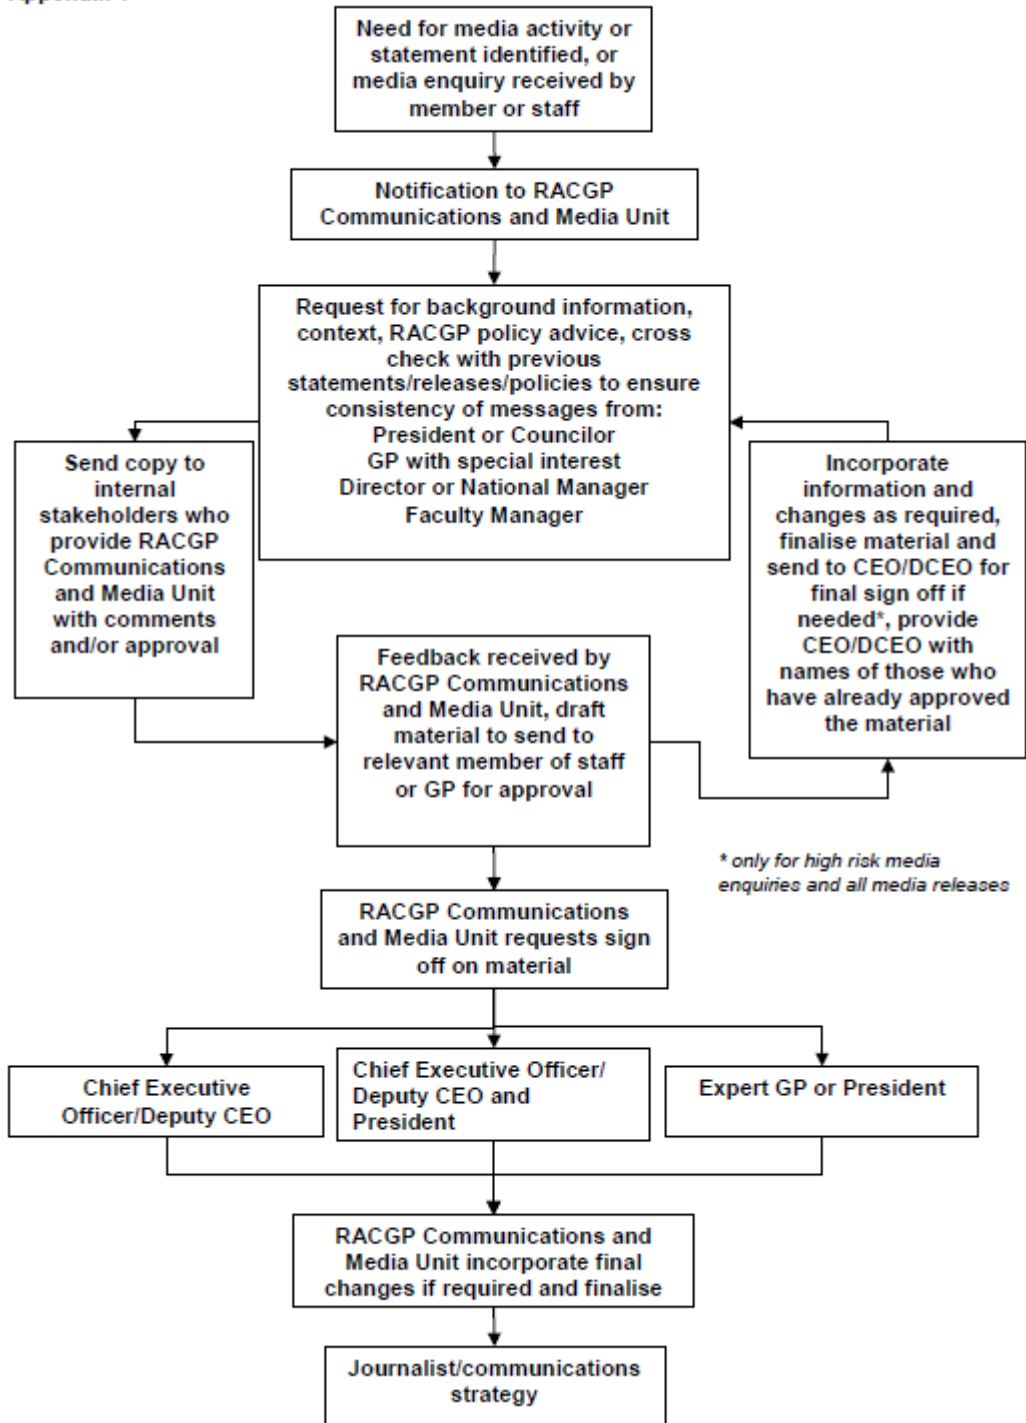 Need for media activity or
statement identified, or
media enquiry received by
member or staff
Notification to RACGP
Communications and Media Unit
Request for background information,
context, RACGP policy advice, cross
check with previous
statements/releases/policies to ensure
consistency of messages from:
President or Councilor
GP with special interest
Director or National Manager
Faculty Manager
Send copy to
internal
stakeholders who
provide RACGP
Communications
and Media Unit
with comments
and/or approval
Incorporate
information and
changes as required,
finalise material and
send to CEO/DCEO for
final sign off if
needed*, provide
CEO/DCEO with
names of those who
have already approved
the material
Feedback received by
RACGP Communications
and Media Unit, draft
material to send to
relevant member of staff
or GP for approval
* only for high risk media
enquiries and all media releases
RACGP Communications
and Media Unit requests sign
off on material
Chief Executive
Officer/Deputy CEO
Chief Executive Officer/
Deputy CEO and
President
Expert GP or President
RACGP Communications and
Media Unit incorporate final
changes if required and finalise
Journalist/communications
strategy